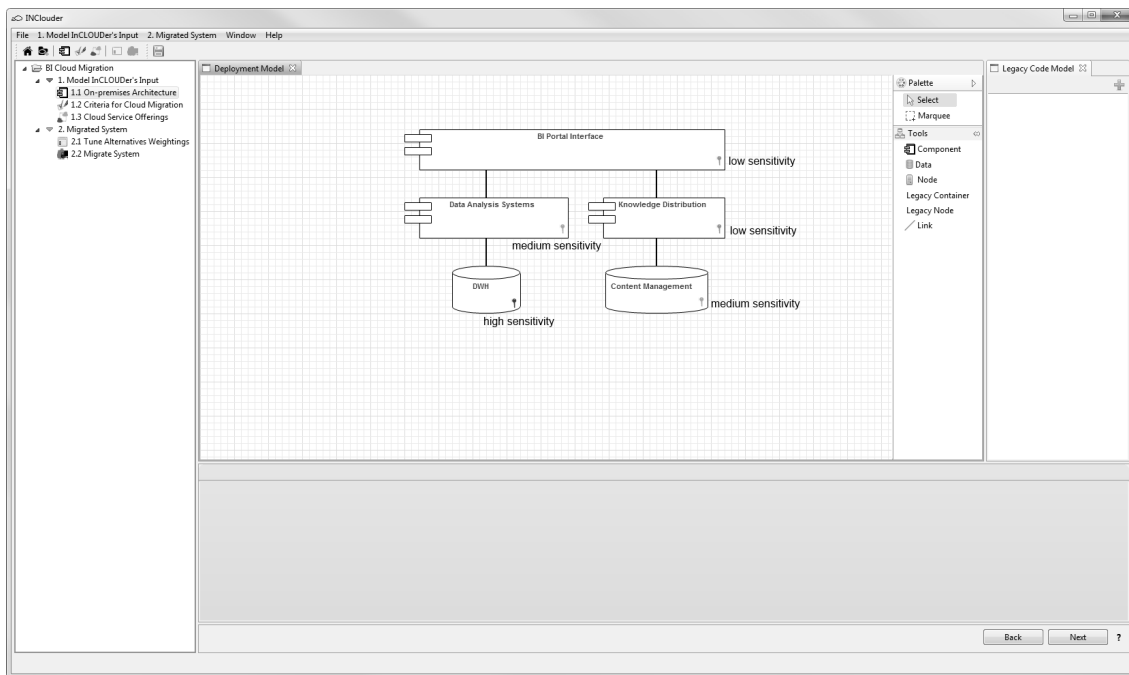 INClouder
File 1. Model InCLOUDer's Input 2. Migrated System Window Help
BI Cloud Migration
1. Model InCLOUDer's Input
1.1 On-premises Architecture
1.2 Criteria for Cloud Migration
1.3 Cloud Service Offerings
2. Migrated System
2.1 Tune Alternatives Weightings
2.2 Migrate System
Deployment Model
BI Portal Interface
low sensitivity
Data Analysis Systems
medium sensitivity
Knowledge Distribution
low sensitivity
DWH
high sensitivity
Content Management
medium sensitivity
Palette
Select
Marquee
Tools
Component
Data
Node
Legacy Container
Legacy Node
Link
Legacy Code Model
Back Next ?